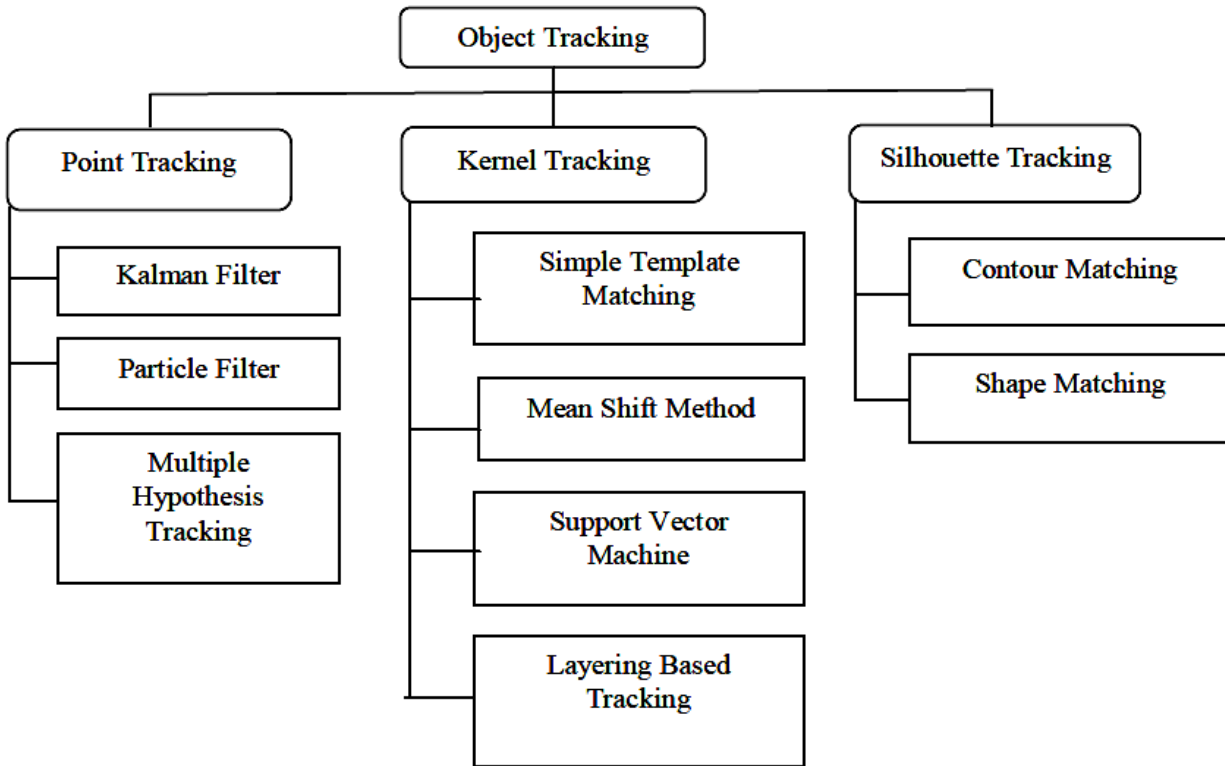 Object Tracking
Point Tracking
Kernel Tracking
Silhouette Tracking
Kalman Filter
Particle Filter
Multiple
Hypothesis
Tracking
Simple Template
Matching
Mean Shift Method
Support Vector
Machine
Layering Based
Tracking
Contour Matching
Shape Matching